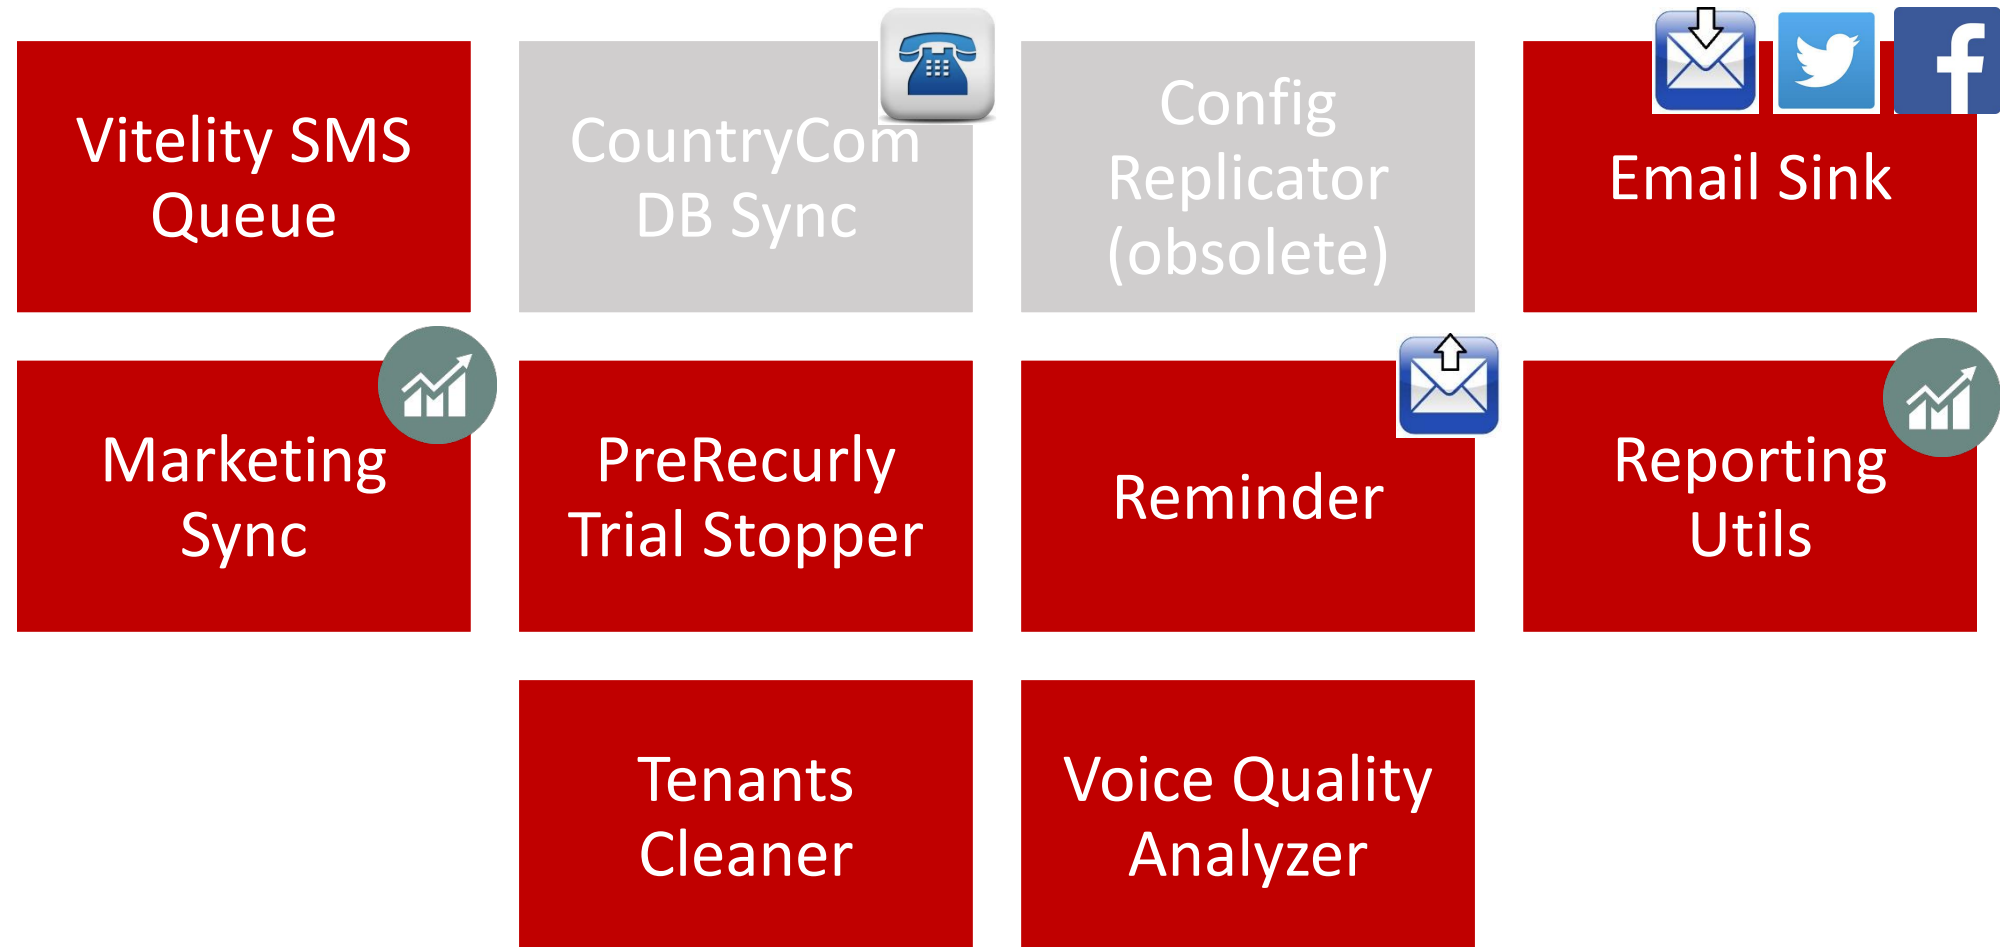 Vitelity SMS
Queue
CountryCom
DB Sync
Config
Replicator
(obsolete)
Email Sink
Marketing
Sync
PreRecurly
Trial Stopper
Reminder
Reporting
Utils
Tenants
Cleaner
Voice Quality
Analyzer